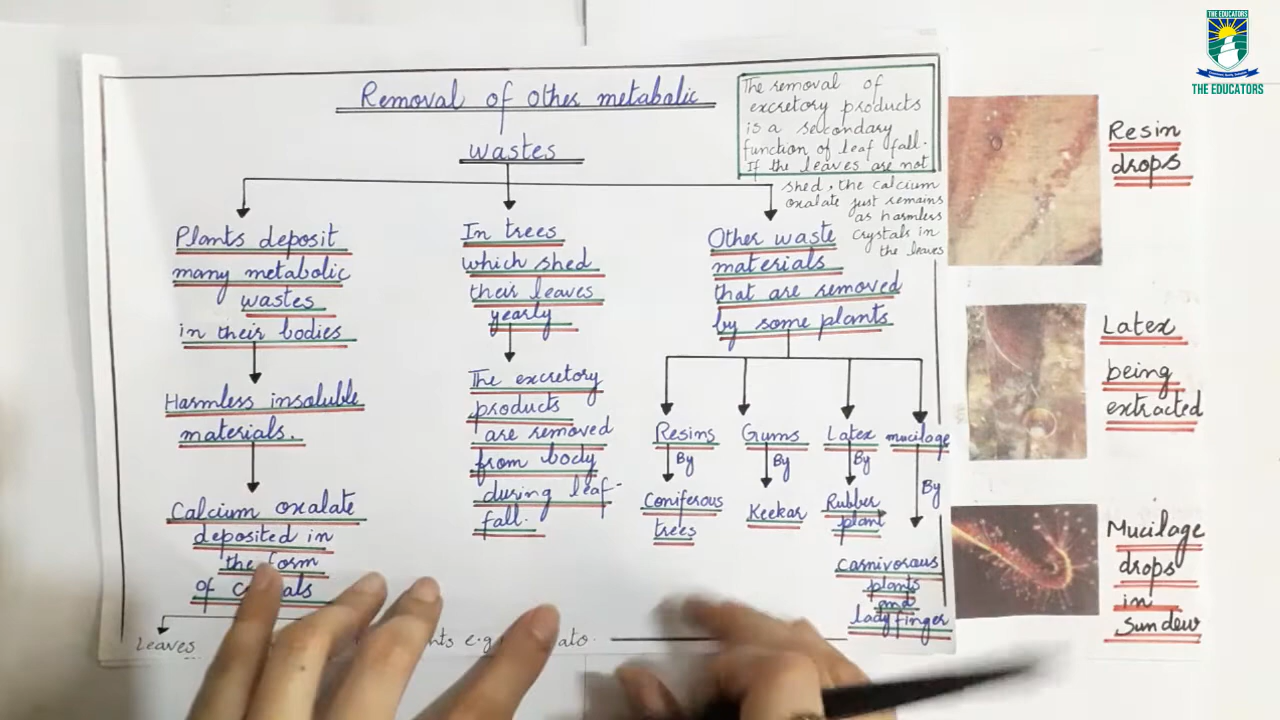 THE EDUCATORS
THE EDUCATORS
Removal of Other metabolic
wastes
The removal of
excretory products
is a secondary
function of leaf fall.
If the leaves are not
shed, the calcium
oxalate just remains
as harmless
crystals in
the leaves
Plants deposit
many metabolic
wastes
in their bodies
Harmless insoluble
materials.
Calcium oxalate
deposited in
the form
of
Leaves
e.g.
In trees
which shed
their leaves
yearly
The excretory
products
are removed
from body
during leaf-
fall.
Other waste
materials
that are removed
by some plants
Resins
By
Coniferous
trees
Gums
By
Keekar
Latex
By
Rubber
plant
mucilage
By
Carnivorous
plants
and
ladyfinger
Resin
drops
Latex
being
extracted
Mucilage
drops
in
Sundew